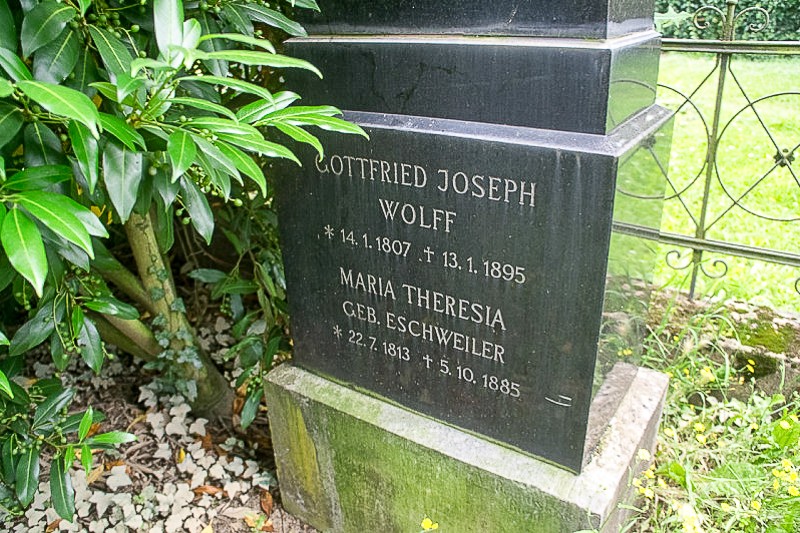 GOTTFRIED JOSEPH
WOLFF
* 14. 1. 1807 . † 13. 1. 1895
MARIA THERESIA
GEB. ESCHWEILER
* 22. 7. 1813 † 5. 10. 1885